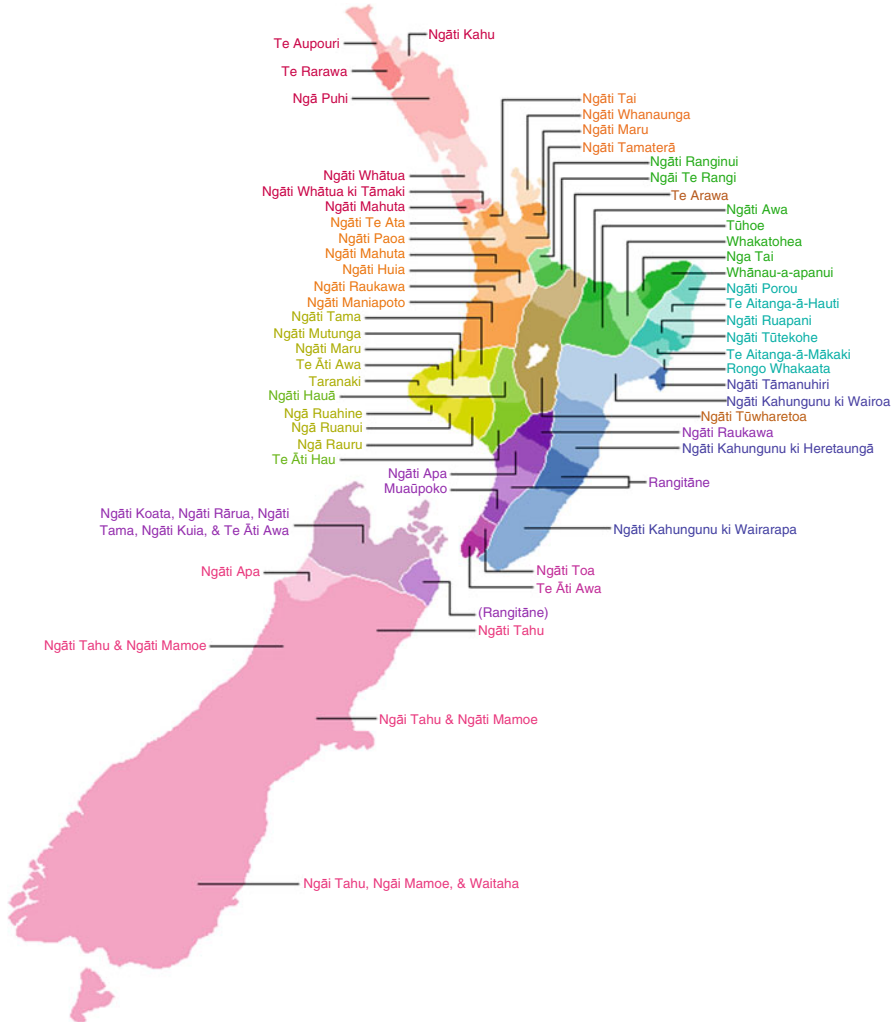 Ngāti Kahu
Te Aupouri
Te Rarawa
Ngā Puhi
Ngāti Tai
Ngāti Whanaunga
Ngāti Maru
Ngāti Tamaterā
Ngāti Ranginui
Ngāi Te Rangi
Te Arawa
Ngāti Awa
Tūhoe
Whakatohea
Nga Tai
Whānau-a-apanui
Ngāti Porou
Te Aitanga-ā-Hauti
Ngāti Ruapani
Ngāti Tūtekohe
Te Aitanga-ā-Mākaki
Rongo Whakaata
Ngāti Tāmanuhiri
Ngāti Kahungunu ki Wairoa
Ngāti Tūwharetoa
Ngāti Raukawa
Ngāti Kahungunu ki Heretaungā
Rangitāne
Ngāti Kahungunu ki Wairarapa
Ngāti Whātua
Ngāti Whātua ki Tāmaki
Ngāti Mahuta
Ngāti Te Ata
Ngāti Paoa
Ngāti Mahuta
Ngāti Huia
Ngāti Raukawa
Ngāti Maniapoto
Ngāti Tama
Ngāti Mutunga
Ngāti Maru
Te Āti Awa
Taranaki
Ngāti Hauā
Ngā Ruahine
Ngā Ruanui
Ngā Rauru
Te Āti Hau
Ngāti Apa
Muaūpoko
Ngāti Koata, Ngāti Rārua, Ngāti
Tama, Ngāti Kuia, & Te Āti Awa
Ngāti Toa
Te Āti Awa
Ngāti Apa
(Rangitāne)
Ngāti Tahu
Ngāti Tahu & Ngāti Mamoe
Ngāi Tahu & Ngāti Mamoe
Ngāi Tahu, Ngāi Mamoe, & Waitaha